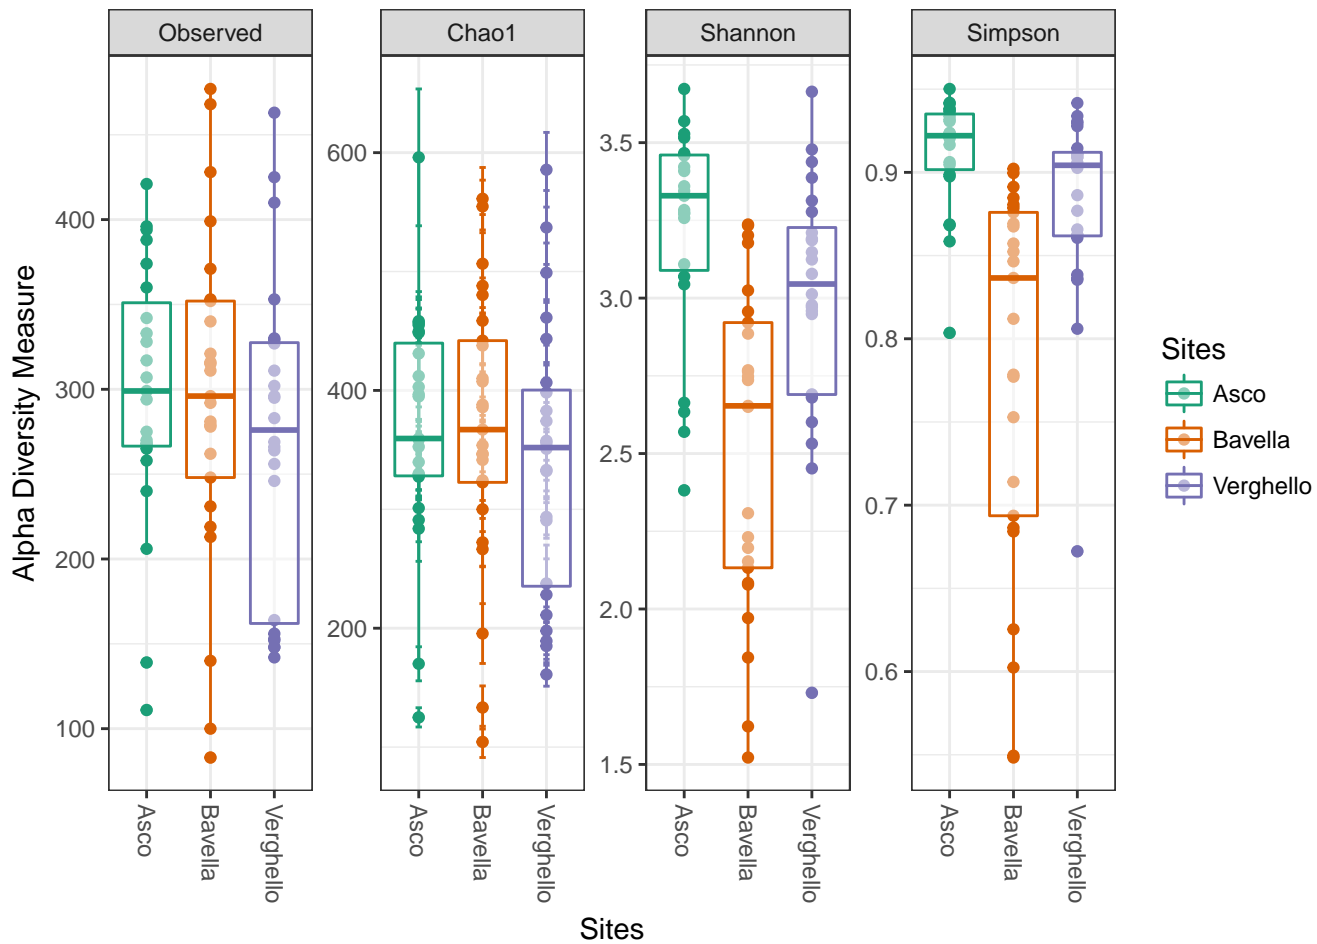 Observed
Chao1
Shannon
Simpson
Alpha Diversity Measure
400
300
200
100
600
400
200
3.5
3.0
2.5
2.0
1.5
0.9
0.8
0.7
0.6
Asco
Bavella
Verghello
Asco
Bavella
Verghello
Asco
Bavella
Verghello
Asco
Bavella
Verghello
Sites
Sites
Asco
Bavella
Verghello